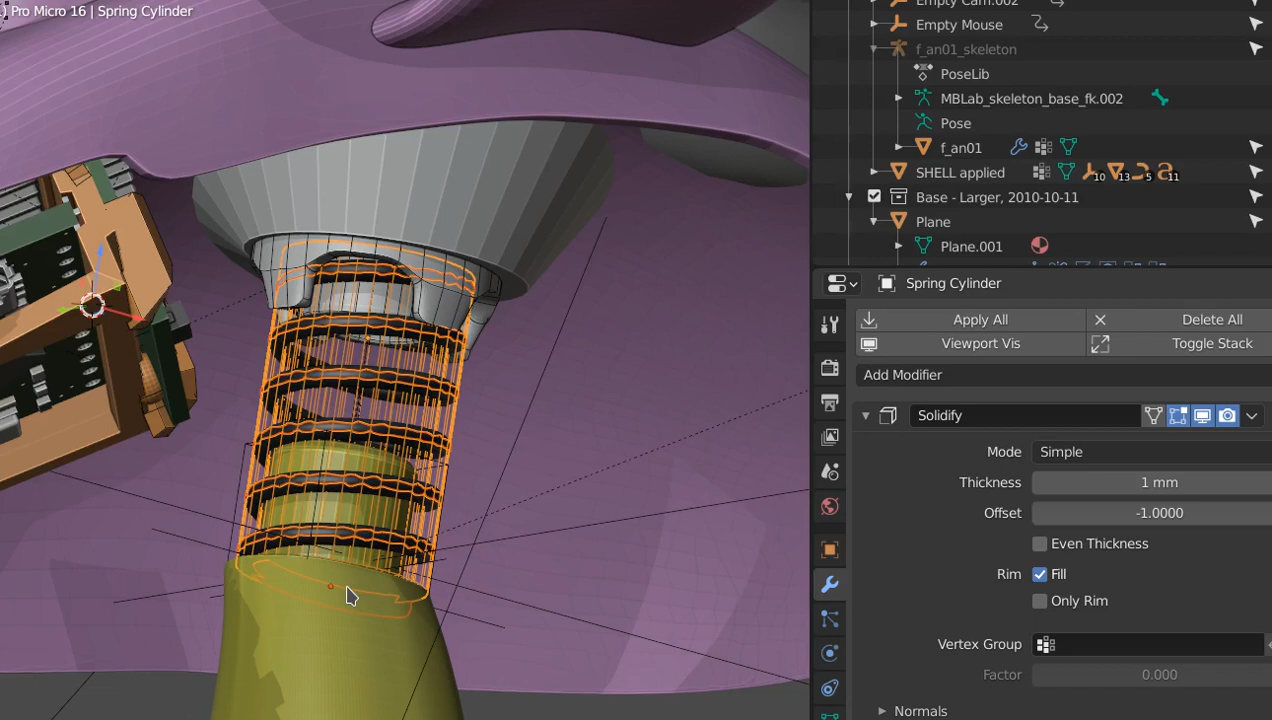 ) Pro Micro 16 | Spring Cylinder
Empty Cam.002
Empty Mouse
f_an01_skeleton
PoseLib
MBLab_skeleton_base_fk.002
Pose
f_an01
SHELL applied
10
13
5
11
Base - Larger, 2010-10-11
Plane
Plane.001
Spring Cylinder
Apply All
Delete All
Viewport Vis
Toggle Stack
Add Modifier
Solidify
Mode Simple
Thickness 1 mm
Offset -1.0000
Even Thickness
Rim Fill
Only Rim
Vertex Group
Factor 0.000
Normals